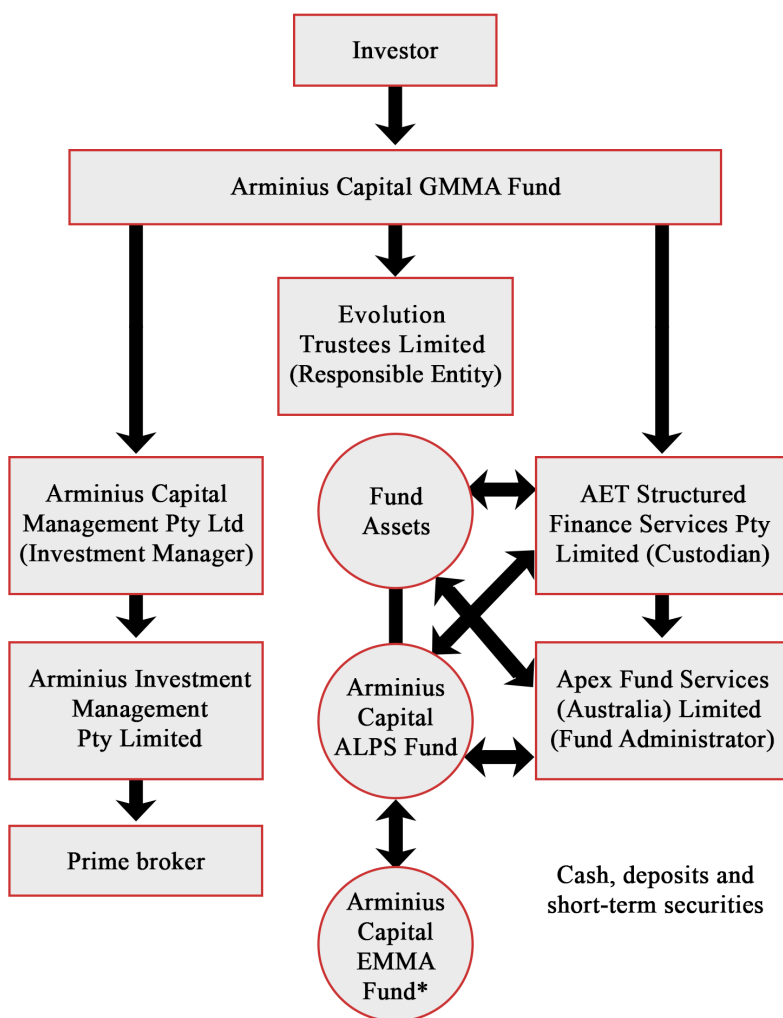 Investor
Arminius Capital GMMA Fund
Evolution
Trustees Limited
(Responsible Entity)
Arminius Capital
Management Pty Ltd
(Investment Manager)
Fund
Assets
AET Structured
Finance Services Pty
Limited (Custodian)
Arminius Investment
Management
Pty Limited
Arminius
Capital
ALPS Fund
Apex Fund Services
(Australia) Limited
(Fund Administrator)
Prime broker
Arminius
Capital
EMMA
Fund*
Cash, deposits and
short-term securities